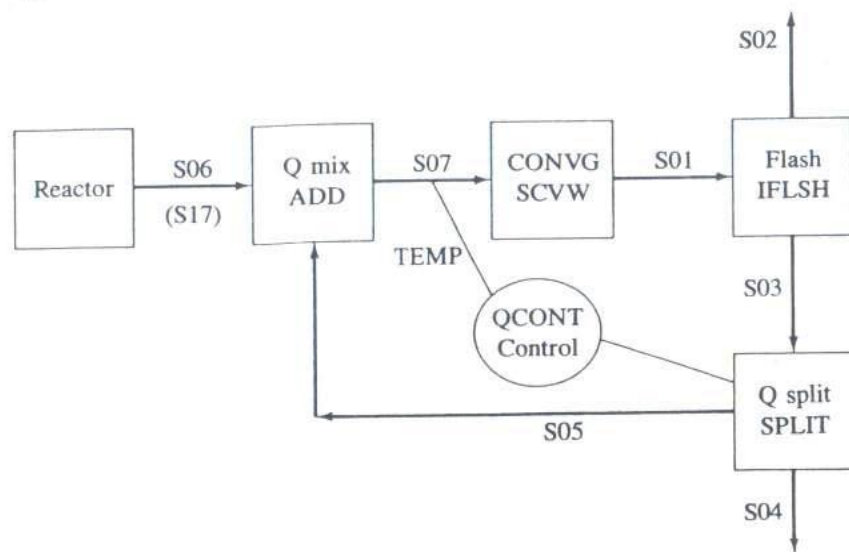 S02
Reactor
S06
(S17)
Q mix
ADD
S07
CONVG
SCVW
S01
Flash
IFLSH
TEMP
S03
QCONT
Control
Q split
SPLIT
S05
S04